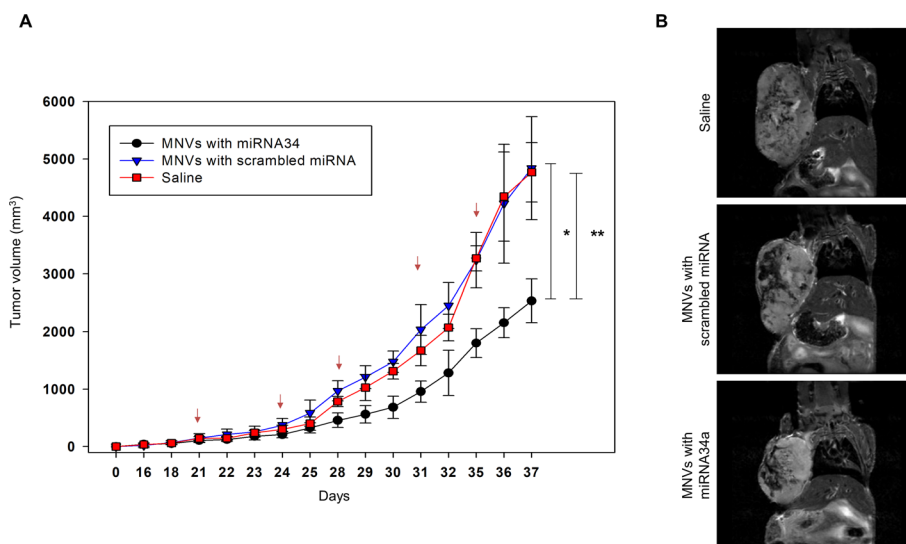 A
B
6000
5000
4000
3000
2000
1000
0
Tumor volume (mm³)
MNVs with miRNA34
MNVs with scrambled miRNA
Saline
*
**
0 16 18 21 22 23 24 25 28 29 30 31 32 35 36 37
Days
Saline
MNVs with
scrambled miRNA
MNVs with
miRNA34a